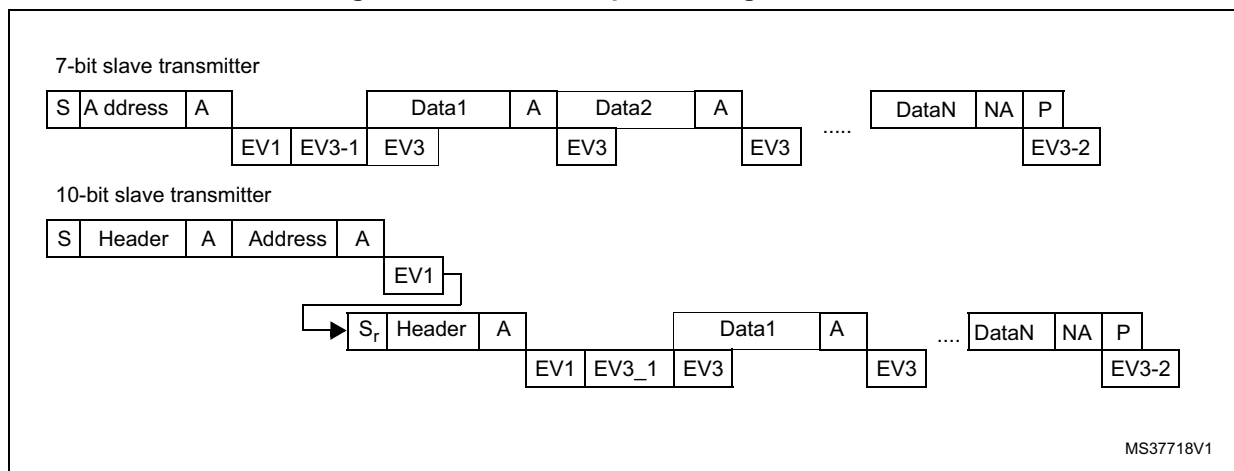 7-bit slave transmitter
S A ddress A Data1 A Data2 A ..... DataN NA P
EV1 EV3-1 EV3 EV3 EV3 EV3-2
10-bit slave transmitter
S Header A Address A
EV1
Sr Header A Data1 A .... DataN NA P
EV1 EV3_1 EV3 EV3 EV3-2
MS37718V1